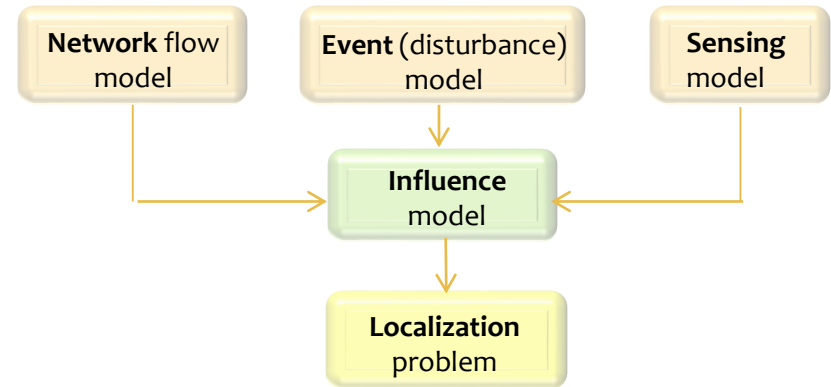 Network flow
model
Event (disturbance)
model
Sensing
model
Influence
model
Localization
problem